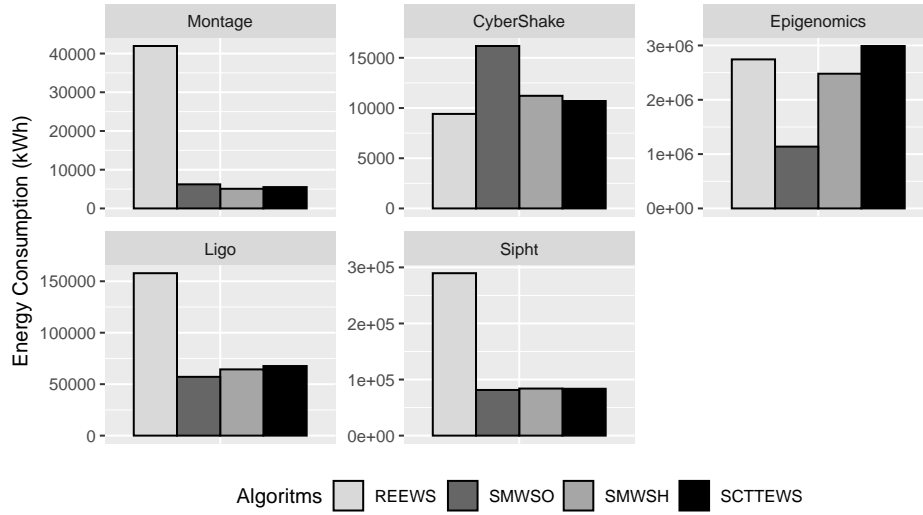 Montage
CyberShake
Epigenomics
40000
30000
20000
10000
0
15000
10000
5000
0
3e+06
2e+06
1e+06
0e+00
Energy Consumption (kWh)
Ligo
Sipht
150000
100000
50000
0
3e+05
2e+05
1e+05
0e+00
Algoritms REEWS SMWSO SMWSH SCTTEWS